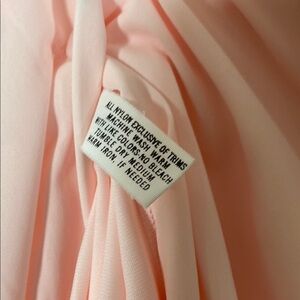 ALL NYLON EXCLUSIVE OF TRIMS
MACHINE WASH WARM
WITH LIKE COLORS-NO BLEACH
TUMBLE DRY MEDIUM
WARM IRON, IF NEEDED